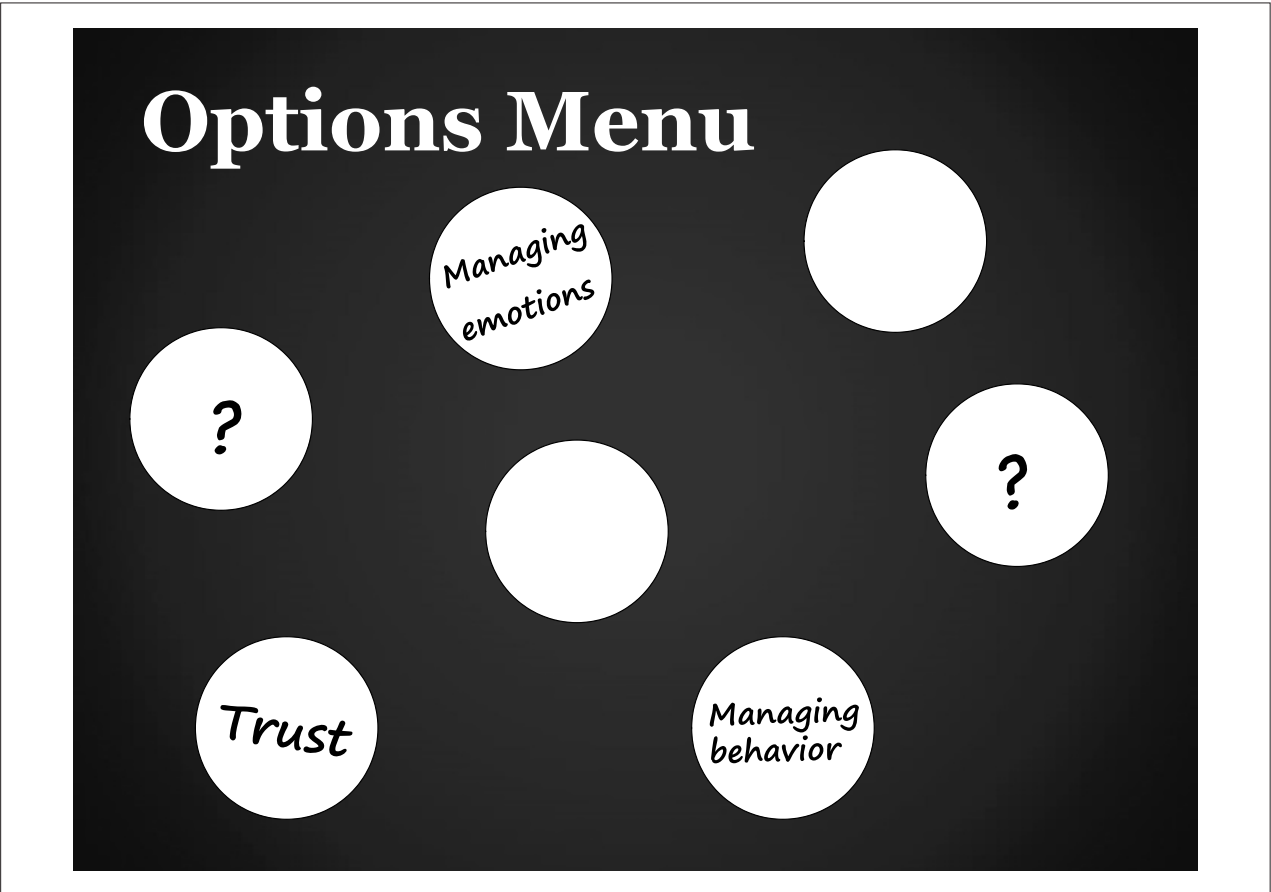 Options Menu
Managing
emotions
?
?
Trust
Managing
behavior